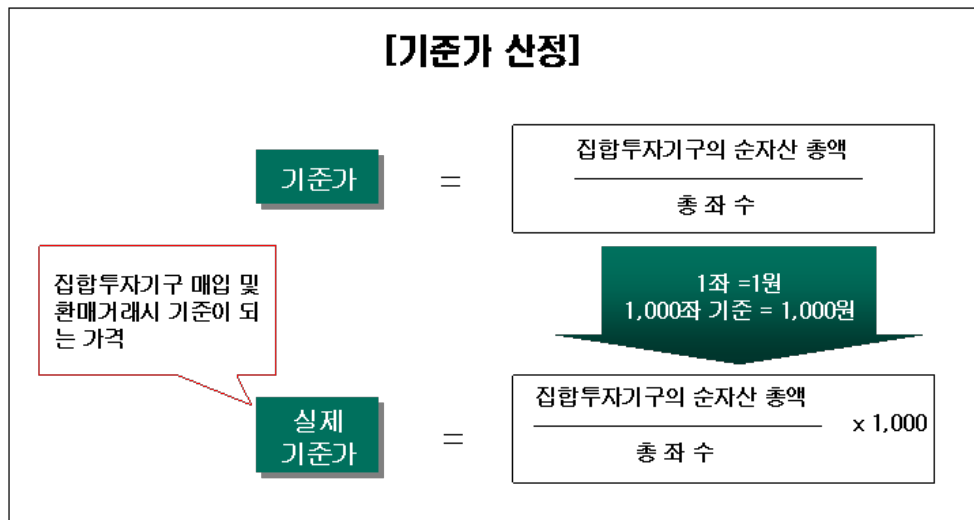 [기준가 산정]
기준가
=
집합투자기구의 순자산 총액
총 좌 수
집합투자기구 매입 및
환매거래시 기준이 되
는 가격
1좌 =1원
1,000좌 기준 = 1,000원
실제
기준가
=
집합투자기구의 순자산 총액
총 좌 수
x 1,000